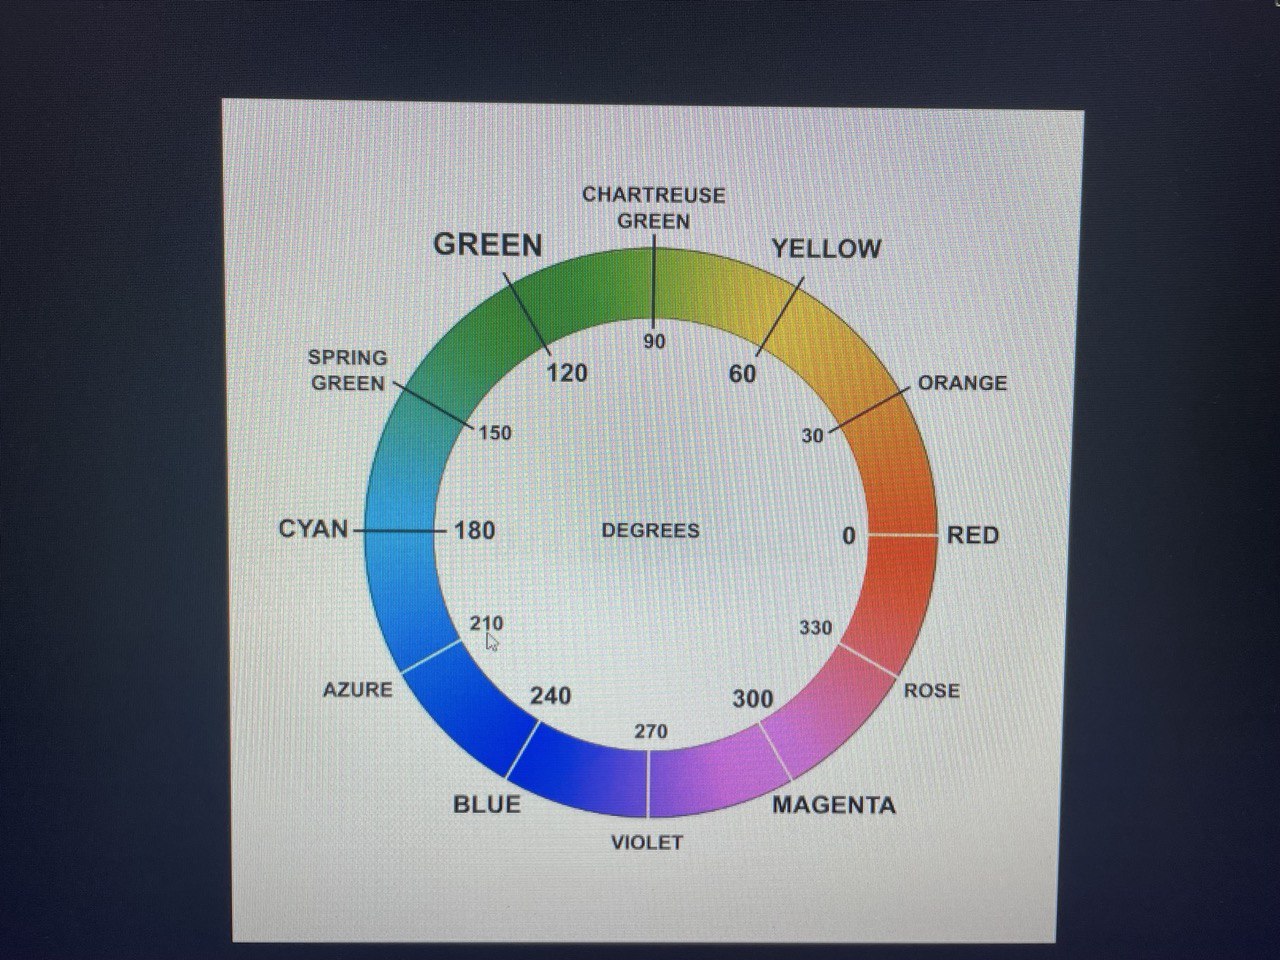 CHARTREUSE
GREEN
GREEN
YELLOW
90
120
60
SPRING
GREEN
ORANGE
150
30
CYAN
180
DEGREES
0
RED
210
330
AZURE
ROSE
240
300
270
BLUE
MAGENTA
VIOLET